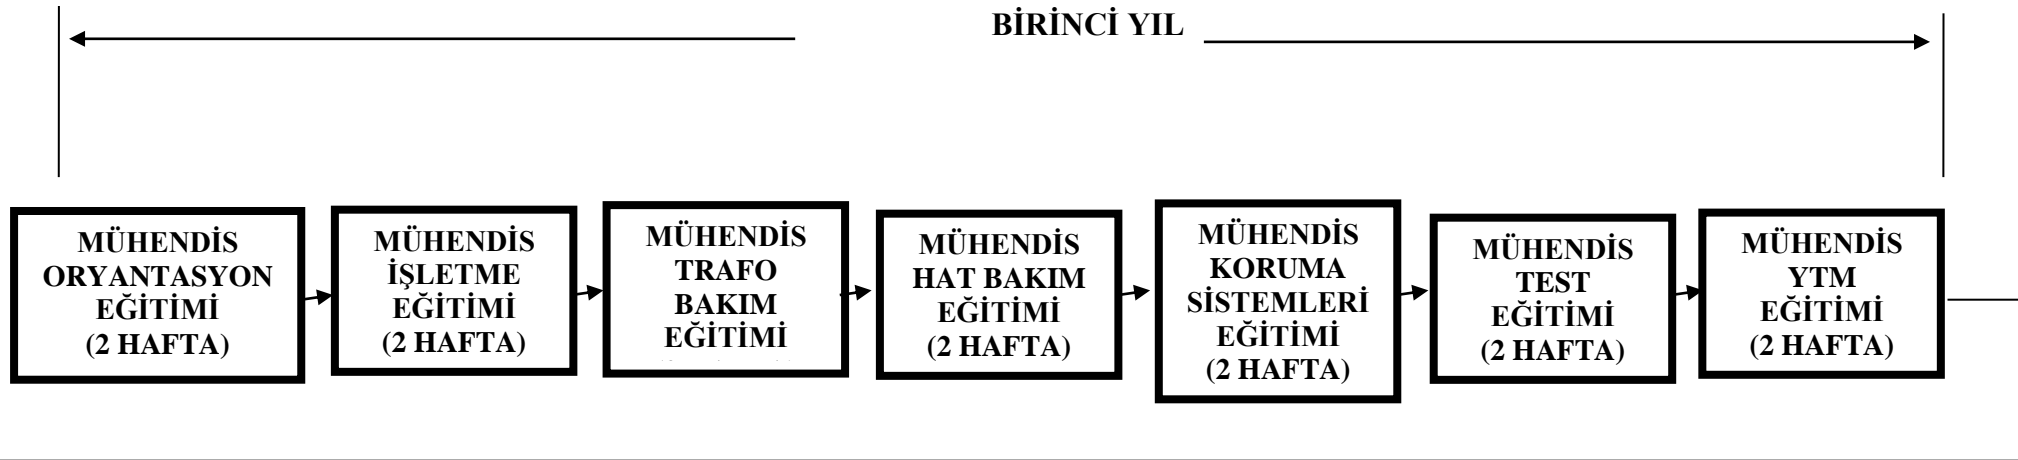 BİRİNCİ YIL
MÜHENDİS
ORYANTASYON
EĞİTİMİ
(2 HAFTA)
MÜHENDİS
İŞLETME
EĞİTİMİ
(2 HAFTA)
MÜHENDİS
TRAFO
BAKIM
EĞİTİMİ
MÜHENDİS
HAT BAKIM
EĞİTİMİ
(2 HAFTA)
MÜHENDİS
KORUMA
SİSTEMLERİ
EĞİTİMİ
(2 HAFTA)
MÜHENDİS
TEST
EĞİTİMİ
(2 HAFTA)
MÜHENDİS
YTM
EĞİTİMİ
(2 HAFTA)